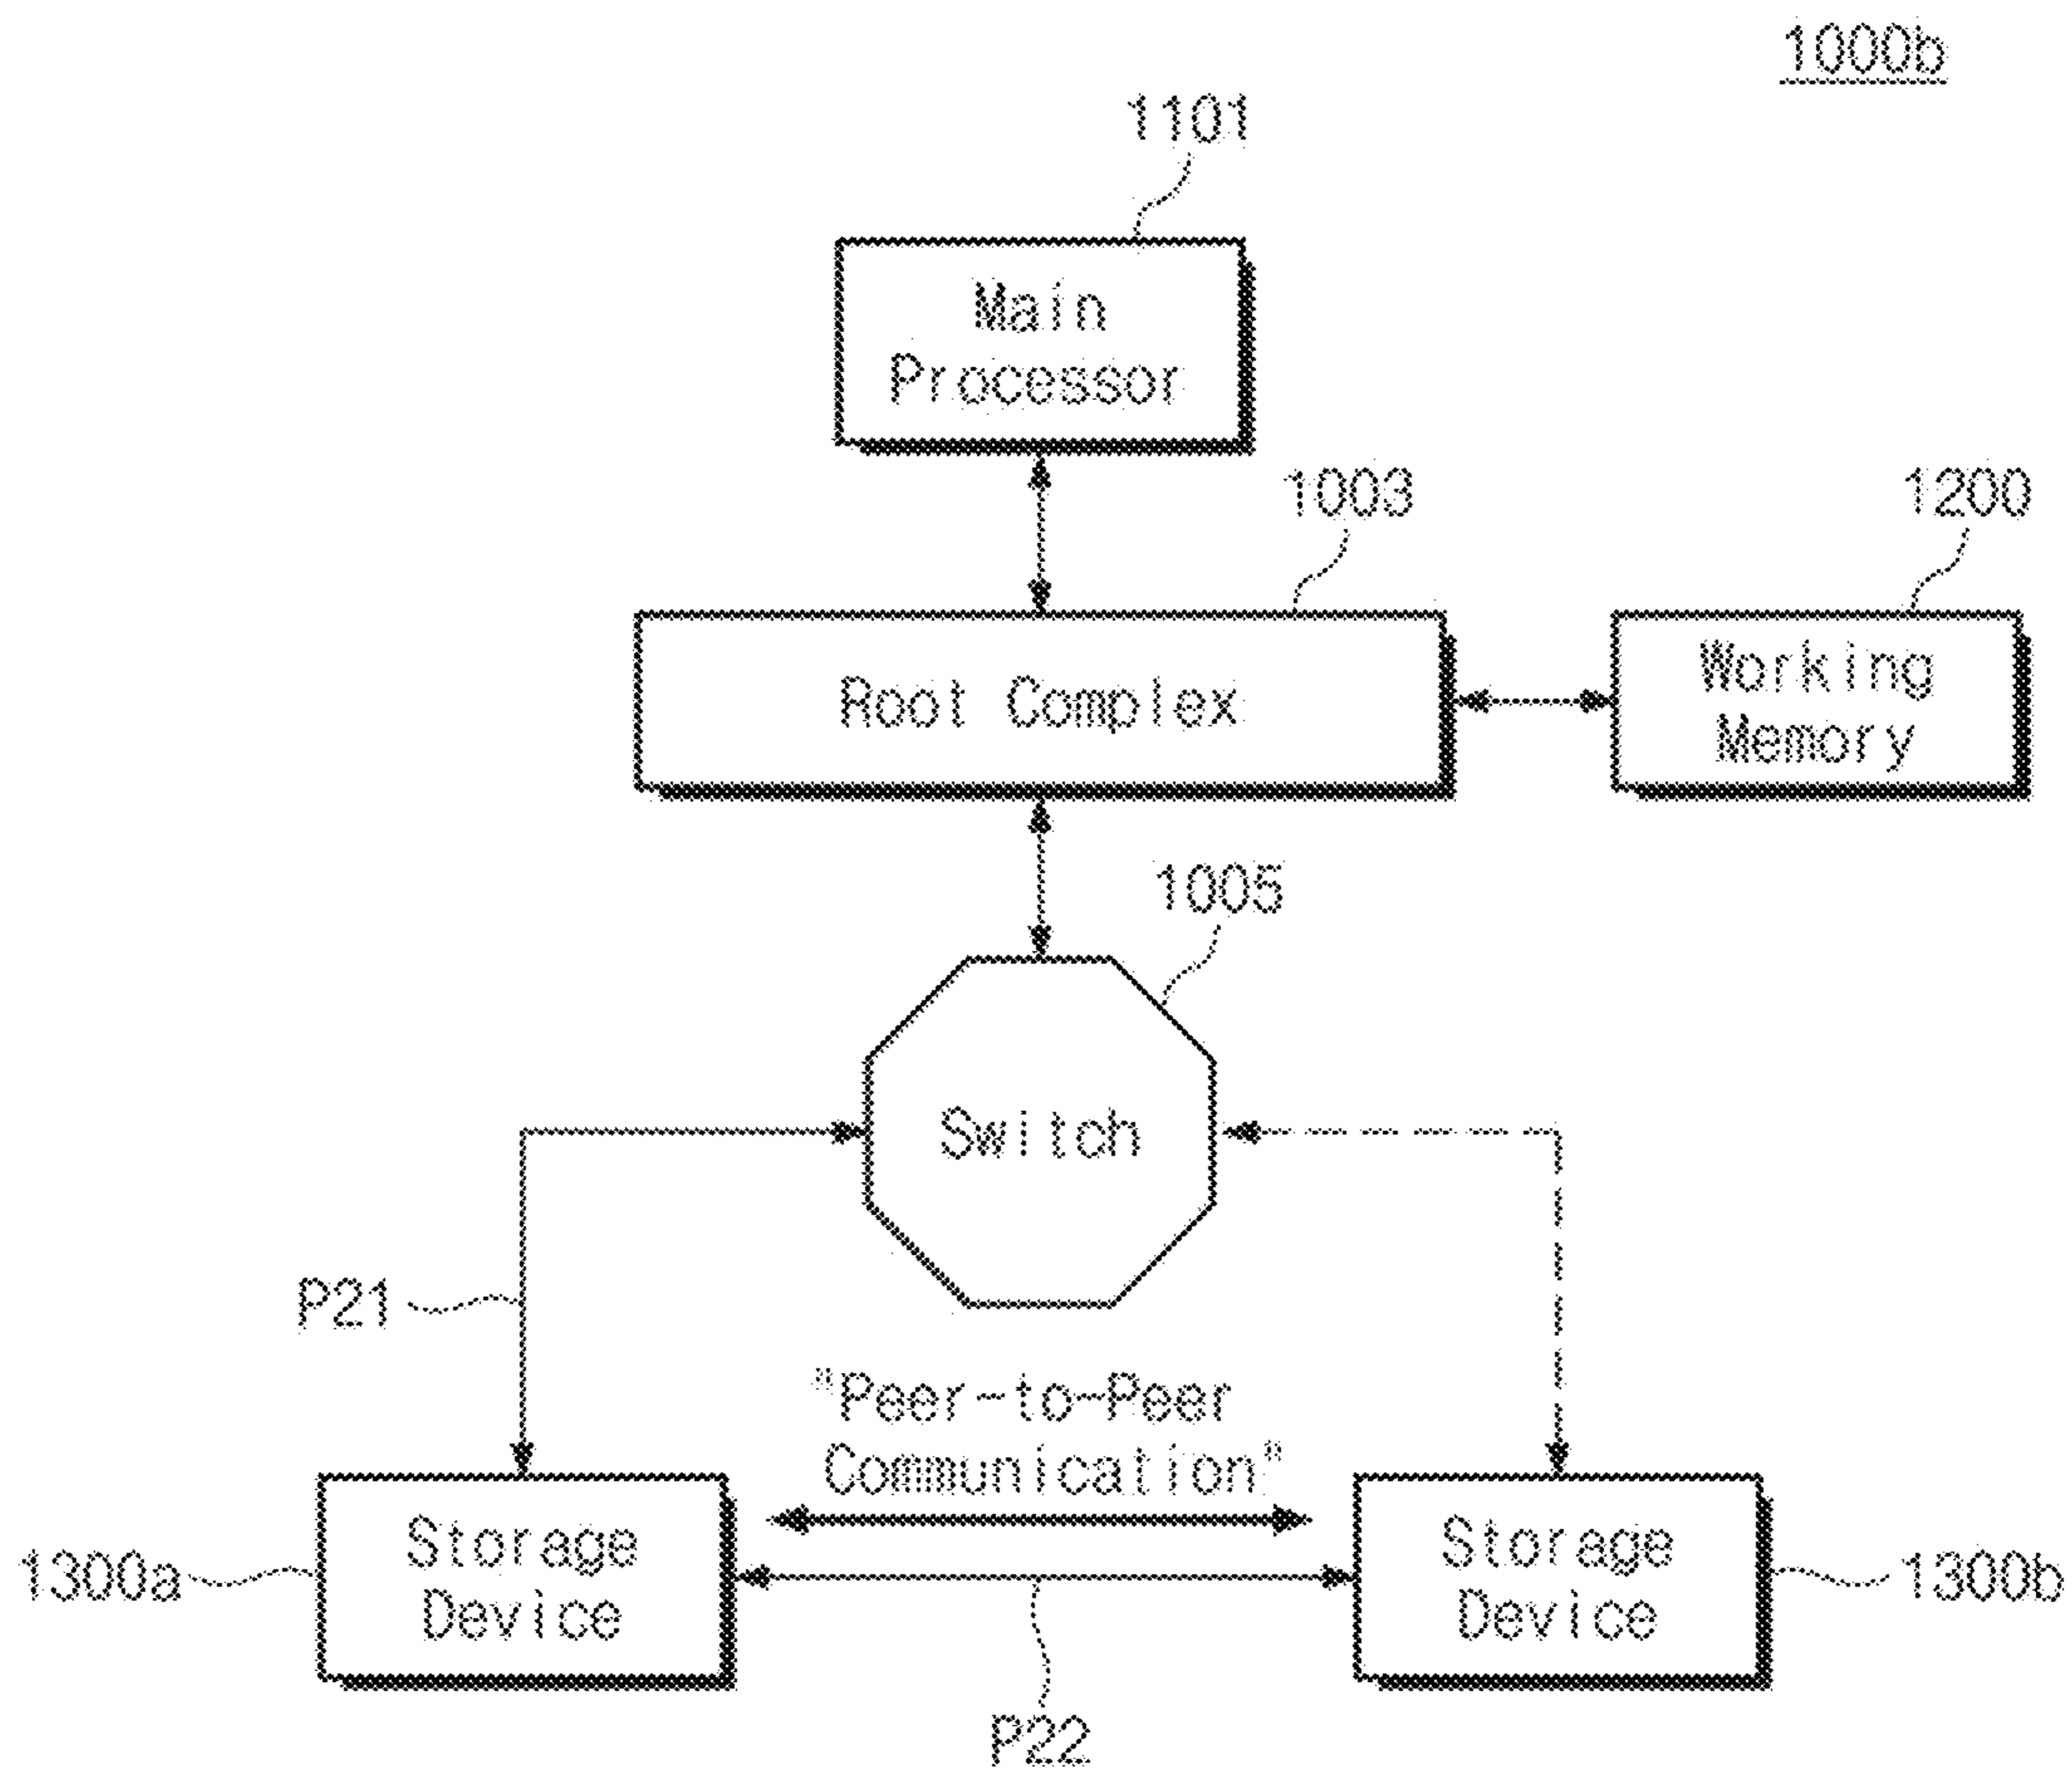 1000b
1101
Main
Processor
1003
1200
Root Complex
Working
Memory
1005
Switch
P21
"Peer-to-Peer
Communication"
Storage
Device
Storage
Device
1300a
1300b
P22